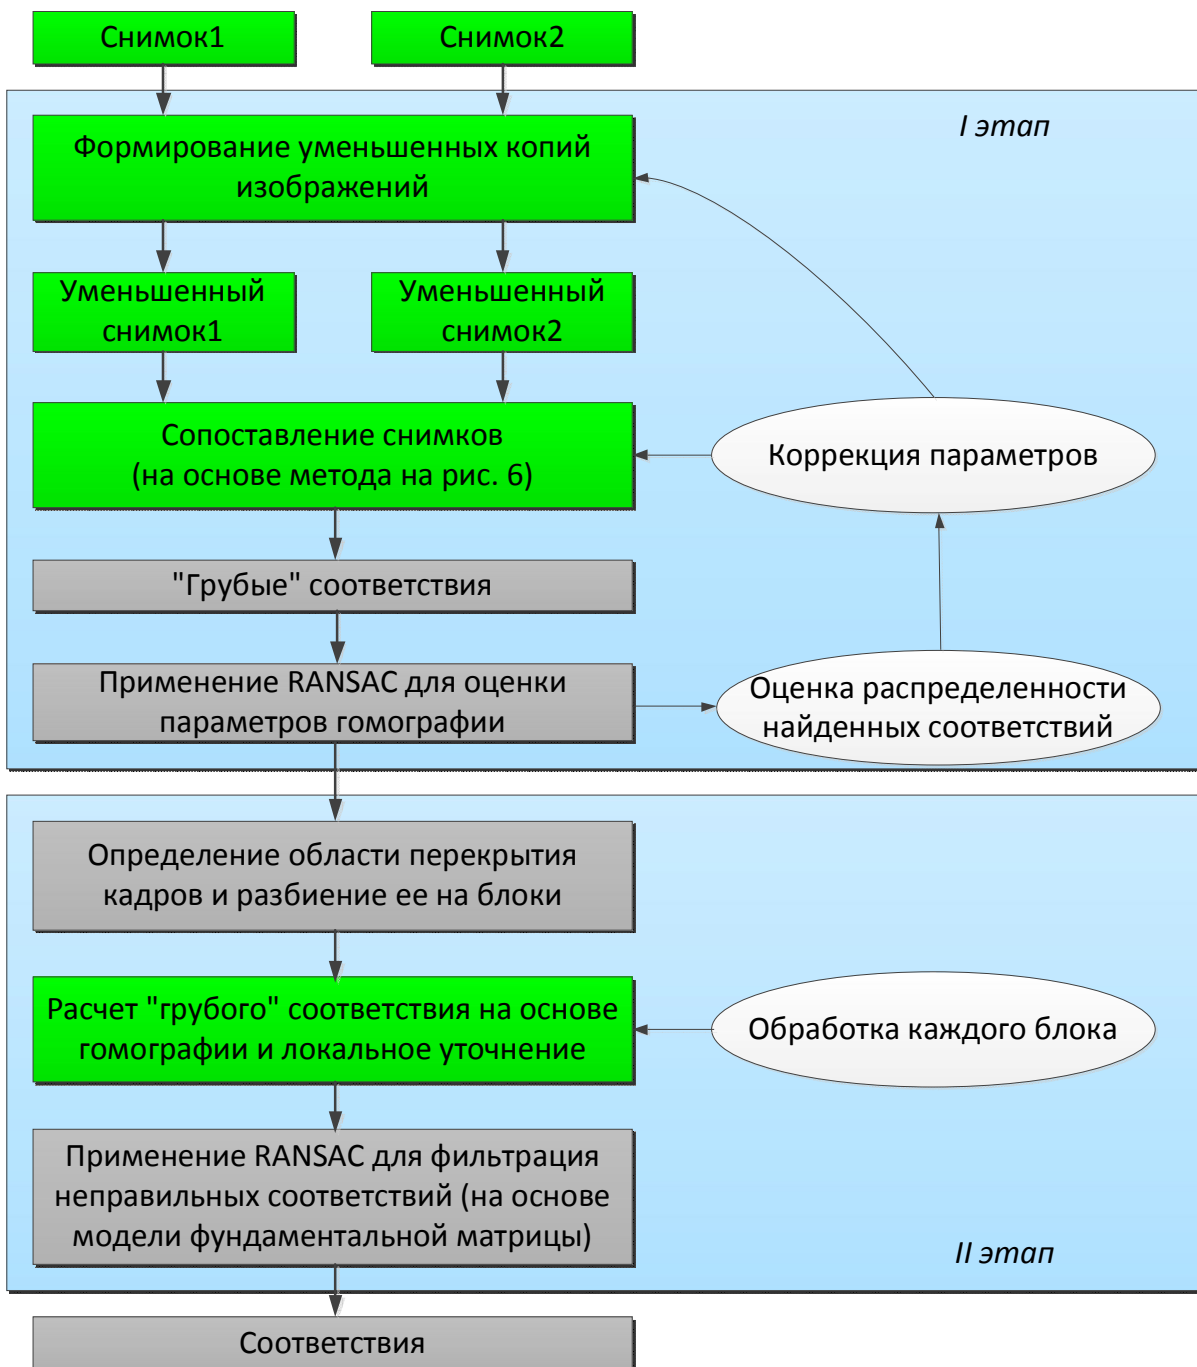 Снимок1
Снимок2
I этап
Формирование уменьшенных копий
изображений
Уменьшенный
снимок1
Уменьшенный
снимок2
Сопоставление снимков
(на основе метода на рис. 6)
Коррекция параметров
"Грубые" соответствия
Применение RANSAC для оценки
параметров гомографии
Оценка распределенности
найденных соответствий
Определение области перекрытия
кадров и разбиение ее на блоки
Расчет "грубого" соответствия на основе
гомографии и локальное уточнение
Обработка каждого блока
Применение RANSAC для фильтрация
неправильных соответствий (на основе
модели фундаментальной матрицы)
II этап
Соответствия